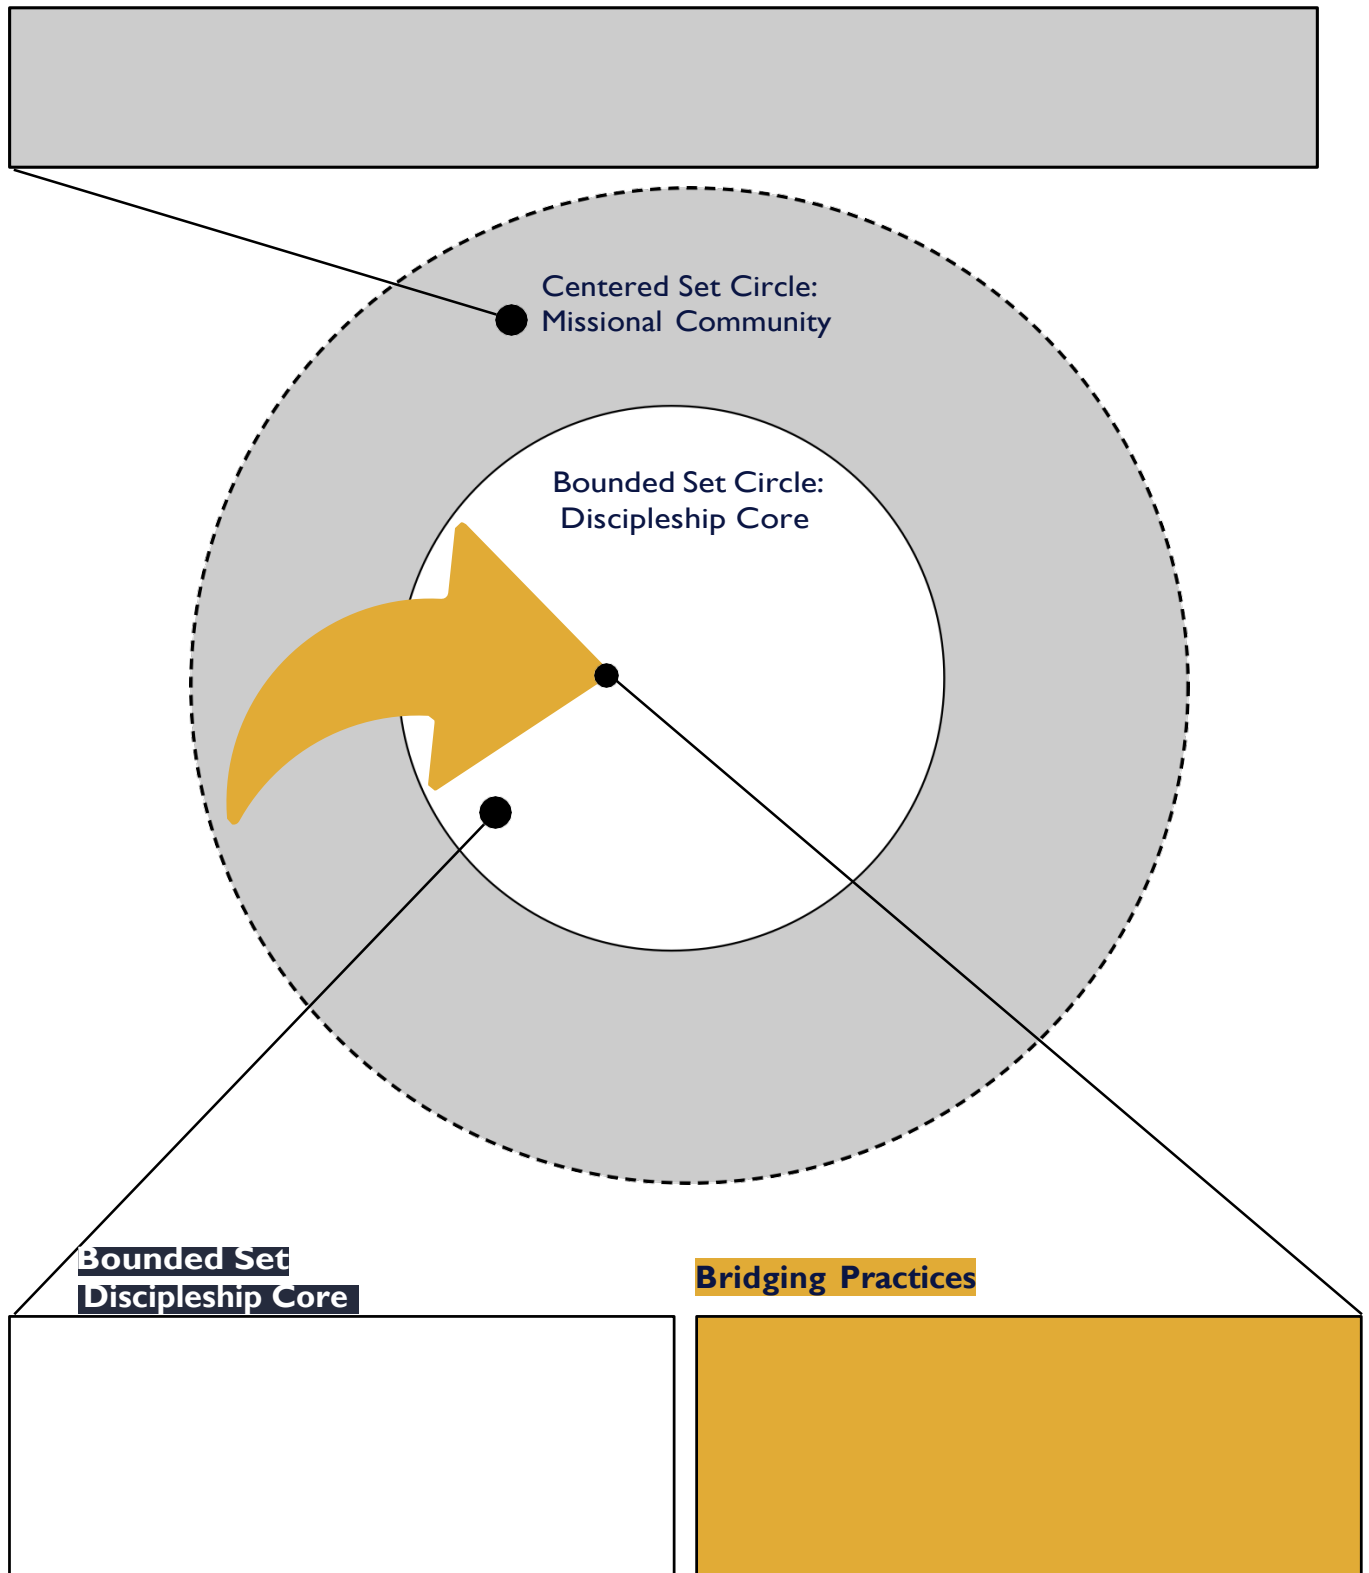 Centered Set Circle:
Missional Community
Bounded Set Circle:
Discipleship Core
Bounded Set
Discipleship Core
Bridging Practices